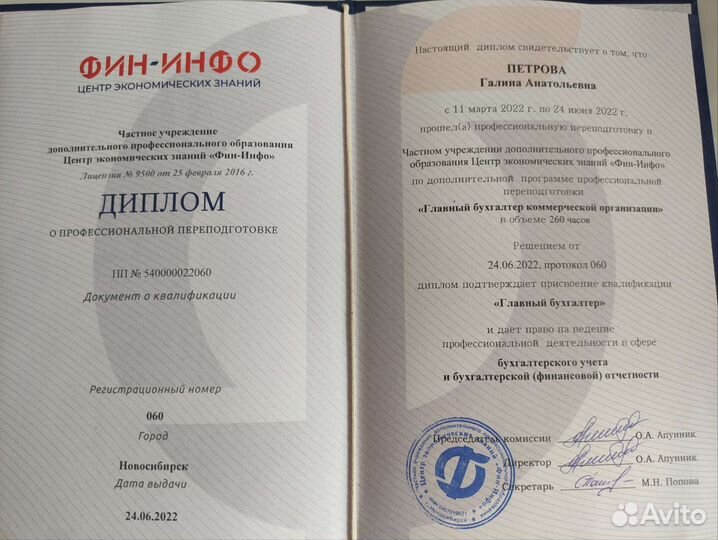 ФИН-ИНФО
ЦЕНТР ЭКОНОМИЧЕСКИХ ЗНАНИЙ
Частное учреждение
дополнительного профессионального образования
Центр экономических знаний «Фин-Инфо»
Лицензия № 9500 от 25 февраля 2016 г.
ДИПЛОМ
О ПРОФЕССИОНАЛЬНОЙ ПЕРЕПОДГОТОВКЕ
ПП № 540000022060
Документ о квалификации
Регистрационный номер
060
Город
Новосибирск
Дата выдачи
24.06.2022
Настоящий диплом свидетельствует о том, что
ПЕТРОВА
Галина Анатольевна
с 11 марта 2022 г. по 24 июня 2022 г.
прошел(а) профессиональную переподготовку в
Частном учреждении дополнительного профессионального
образования Центр экономических знаний «Фин-Инфо»
по дополнительной программе профессиональной
переподготовки
«Главный бухгалтер коммерческой организации»
в объеме 260 часов
Решением от
24.06.2022, протокол 060
диплом подтверждает присвоение квалификации
«Главный бухгалтер»
и дает право на ведение
профессиональной деятельности в сфере
бухгалтерского учета
и бухгалтерской (финансовой) отчетности
Председатель комиссии О.А. Апунник
Директор О.А. Апунник
Секретарь М.Н. Попова
Центр экономических знаний «Фин-Инфо»
Avito